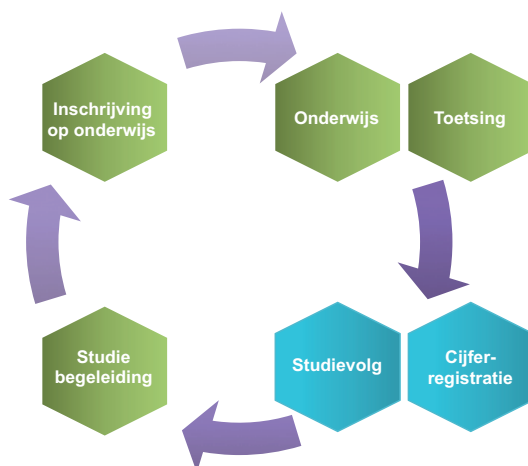 Inschrijving
op onderwijs
Onderwijs
Toetsing
Studie
begeleiding
Studievolg
Cijfer-
registratie